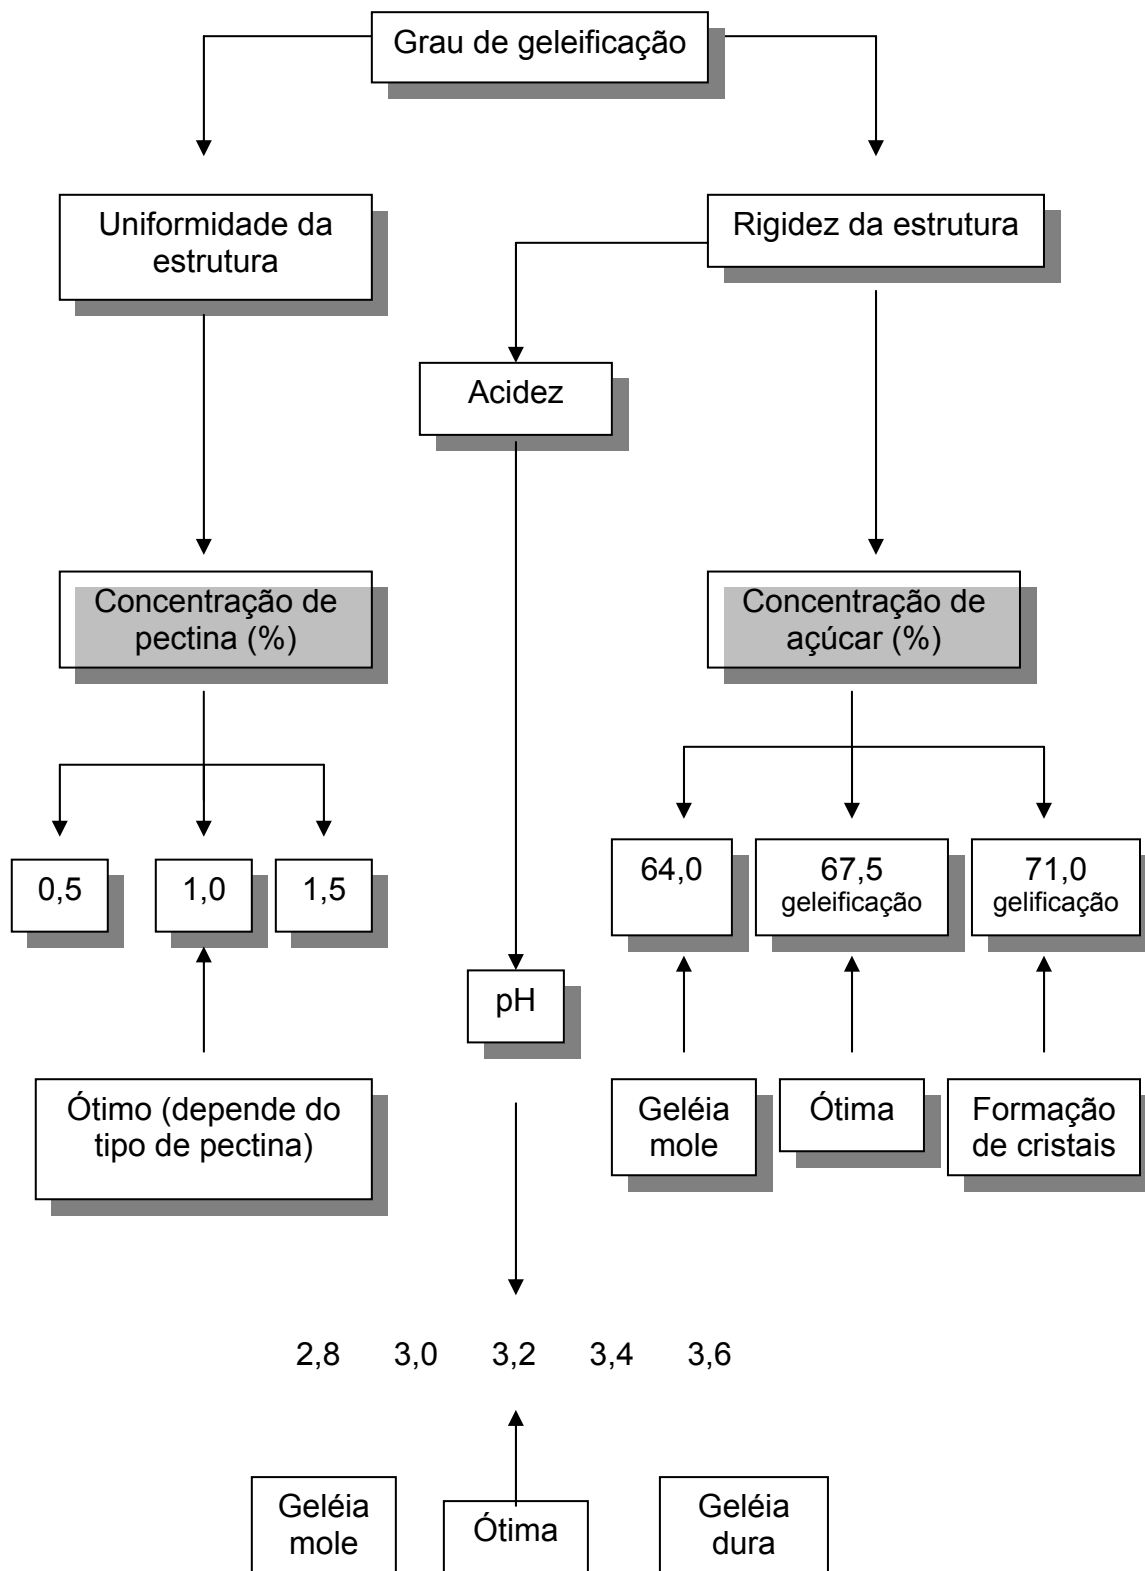 Grau de geleificação
Uniformidade da
estrutura
Rigidez da estrutura
Acidez
Concentração de
pectina (%)
Concentração de
açúcar (%)
0,5
1,0
1,5
64,0
67,5
geleificação
71,0
gelificação
pH
Ótimo (depende do
tipo de pectina)
Geléia
mole
Ótima
Formação
de cristais
2,8 3,0 3,2 3,4 3,6
Geléia
mole
Ótima
Geléia
dura